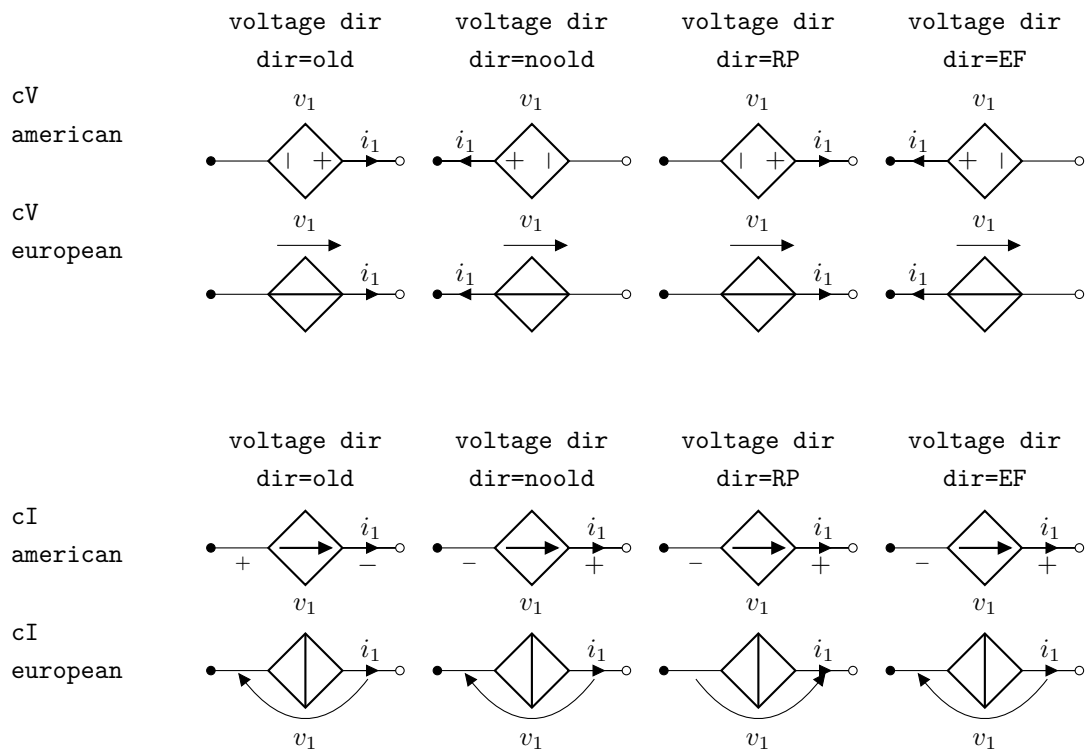 voltage dir voltage dir voltage dir voltage dir
dir=old dir=noold dir=RP dir=EF
cV
american
v₁ v₁ v₁ v₁
− + i₁ i₁ + − − + i₁ i₁ + −
cV
european
v₁ v₁ v₁ v₁
i₁ i₁ i₁ i₁
voltage dir voltage dir voltage dir voltage dir
dir=old dir=noold dir=RP dir=EF
cI
american
i₁ i₁ i₁ i₁
+ − − + − + − +
v₁ v₁ v₁ v₁
cI
european
i₁ i₁ i₁ i₁
v₁ v₁ v₁ v₁